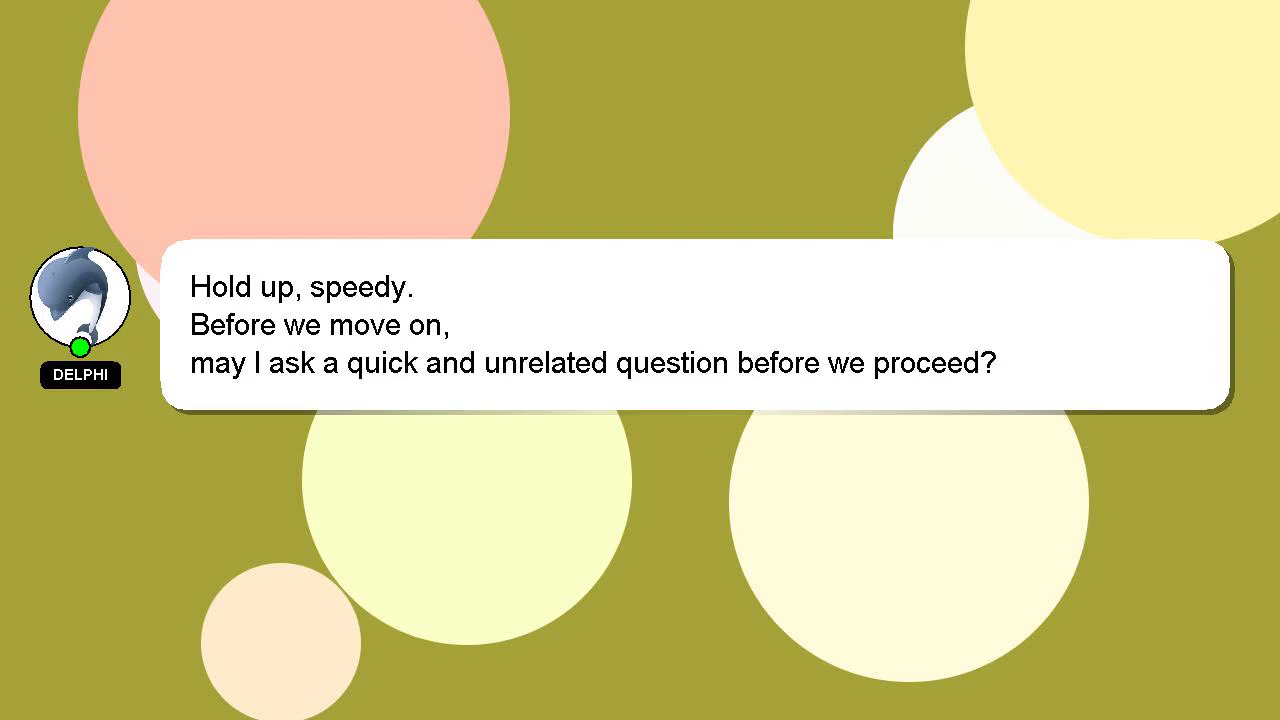 Hold up, speedy.
Before we move on,
may I ask a quick and unrelated question before we proceed?
DELPHI